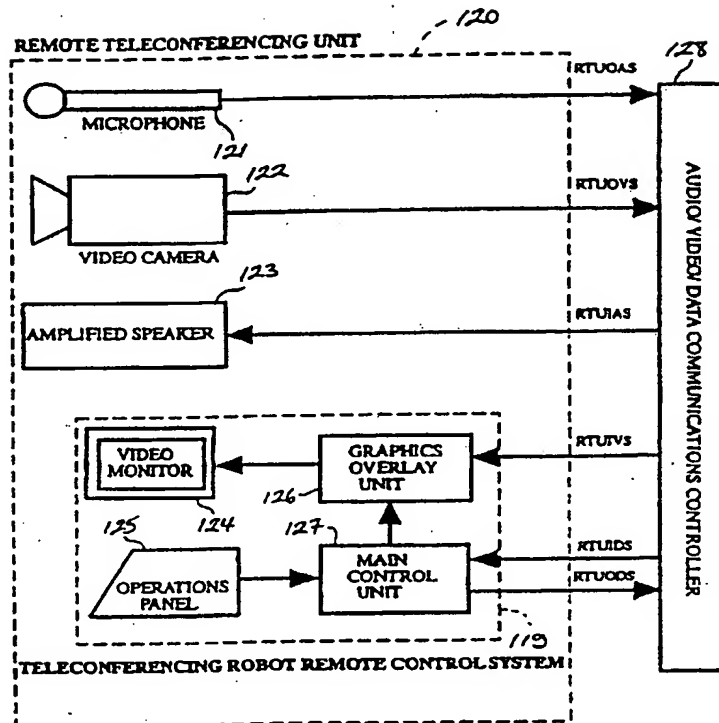 120
REMOTE TELECONFERENCING UNIT
128
RTUOAS
MICROPHONE
121
122
RTUOVS
VIDEO CAMERA
123
AMPLIFIED SPEAKER
RTUIAS
AUDIO/ VIDEO/ DATA COMMUNICATIONS CONTROLLER
VIDEO
MONITOR
GRAPHICS
OVERLAY
UNIT
RTUIVS
126
124
125
127
OPERATIONS
PANEL
MAIN
CONTROL
UNIT
RTUIDS
RTUODS
119
TELECONFERENCING ROBOT REMOTE CONTROL SYSTEM